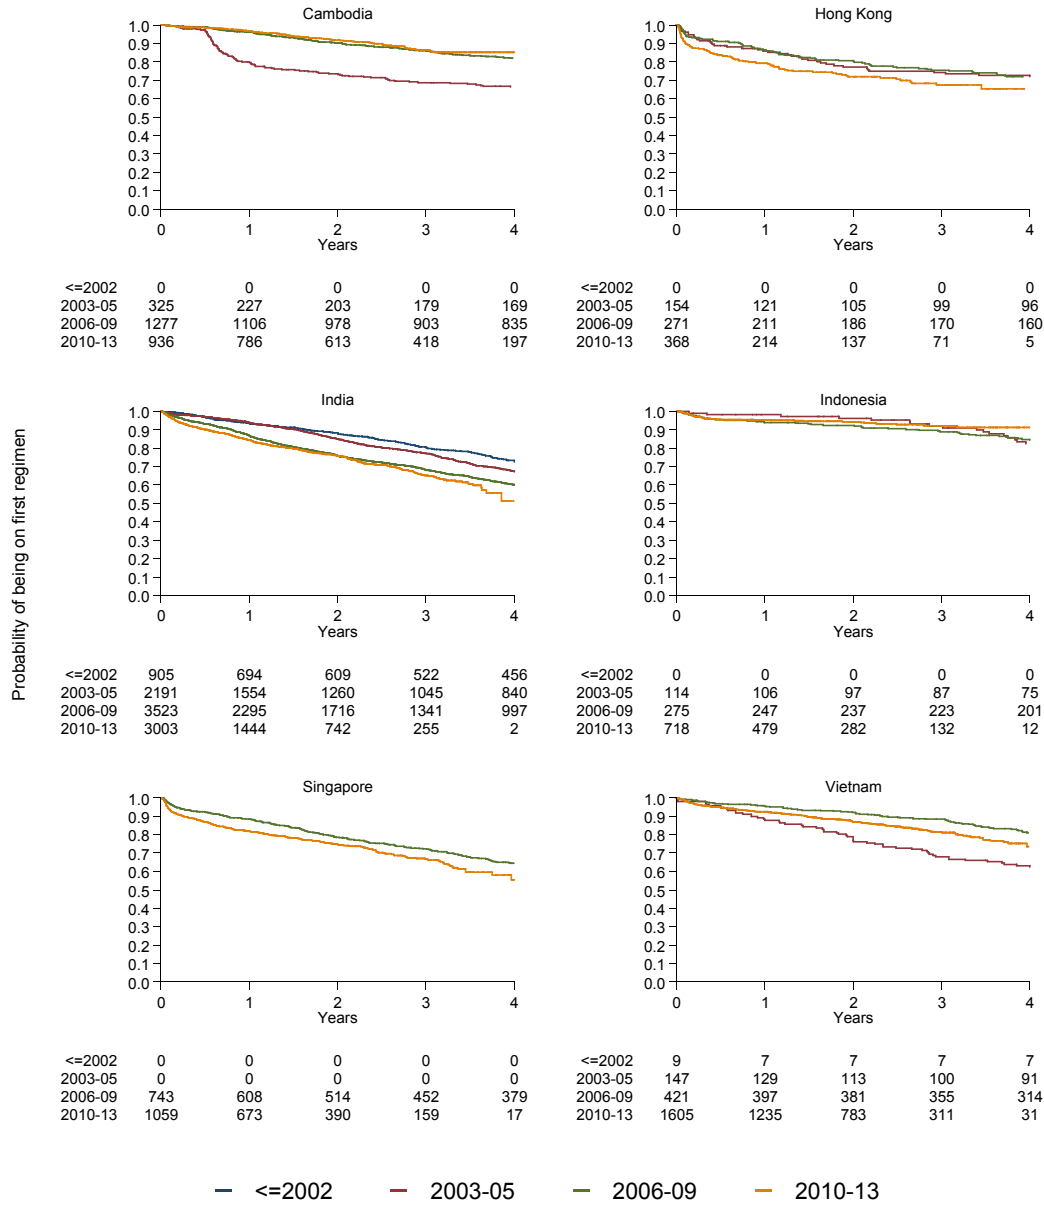 Probability of being on first regimen
Cambodia
1.0
0.9
0.8
0.7
0.6
0.5
0.4
0.3
0.2
0.1
0.0
0 1 2 3 4
Years
<=2002 0 0 0 0 0
2003-05 325 227 203 179 169
2006-09 1277 1106 978 903 835
2010-13 936 786 613 418 197
Hong Kong
1.0
0.9
0.8
0.7
0.6
0.5
0.4
0.3
0.2
0.1
0.0
0 1 2 3 4
Years
<=2002 0 0 0 0 0
2003-05 154 121 105 99 96
2006-09 271 211 186 170 160
2010-13 368 214 137 71 5
India
1.0
0.9
0.8
0.7
0.6
0.5
0.4
0.3
0.2
0.1
0.0
0 1 2 3 4
Years
<=2002 905 694 609 522 456
2003-05 2191 1554 1260 1045 840
2006-09 3523 2295 1716 1341 997
2010-13 3003 1444 742 255 2
Indonesia
1.0
0.9
0.8
0.7
0.6
0.5
0.4
0.3
0.2
0.1
0.0
0 1 2 3 4
Years
<=2002 0 0 0 0 0
2003-05 114 106 97 87 75
2006-09 275 247 237 223 201
2010-13 718 479 282 132 12
Singapore
1.0
0.9
0.8
0.7
0.6
0.5
0.4
0.3
0.2
0.1
0.0
0 1 2 3 4
Years
<=2002 0 0 0 0 0
2003-05 0 0 0 0 0
2006-09 743 608 514 452 379
2010-13 1059 673 390 159 17
Vietnam
1.0
0.9
0.8
0.7
0.6
0.5
0.4
0.3
0.2
0.1
0.0
0 1 2 3 4
Years
<=2002 9 7 7 7 7
2003-05 147 129 113 100 91
2006-09 421 397 381 355 314
2010-13 1605 1235 783 311 31
<=2002 2003-05 2006-09 2010-13